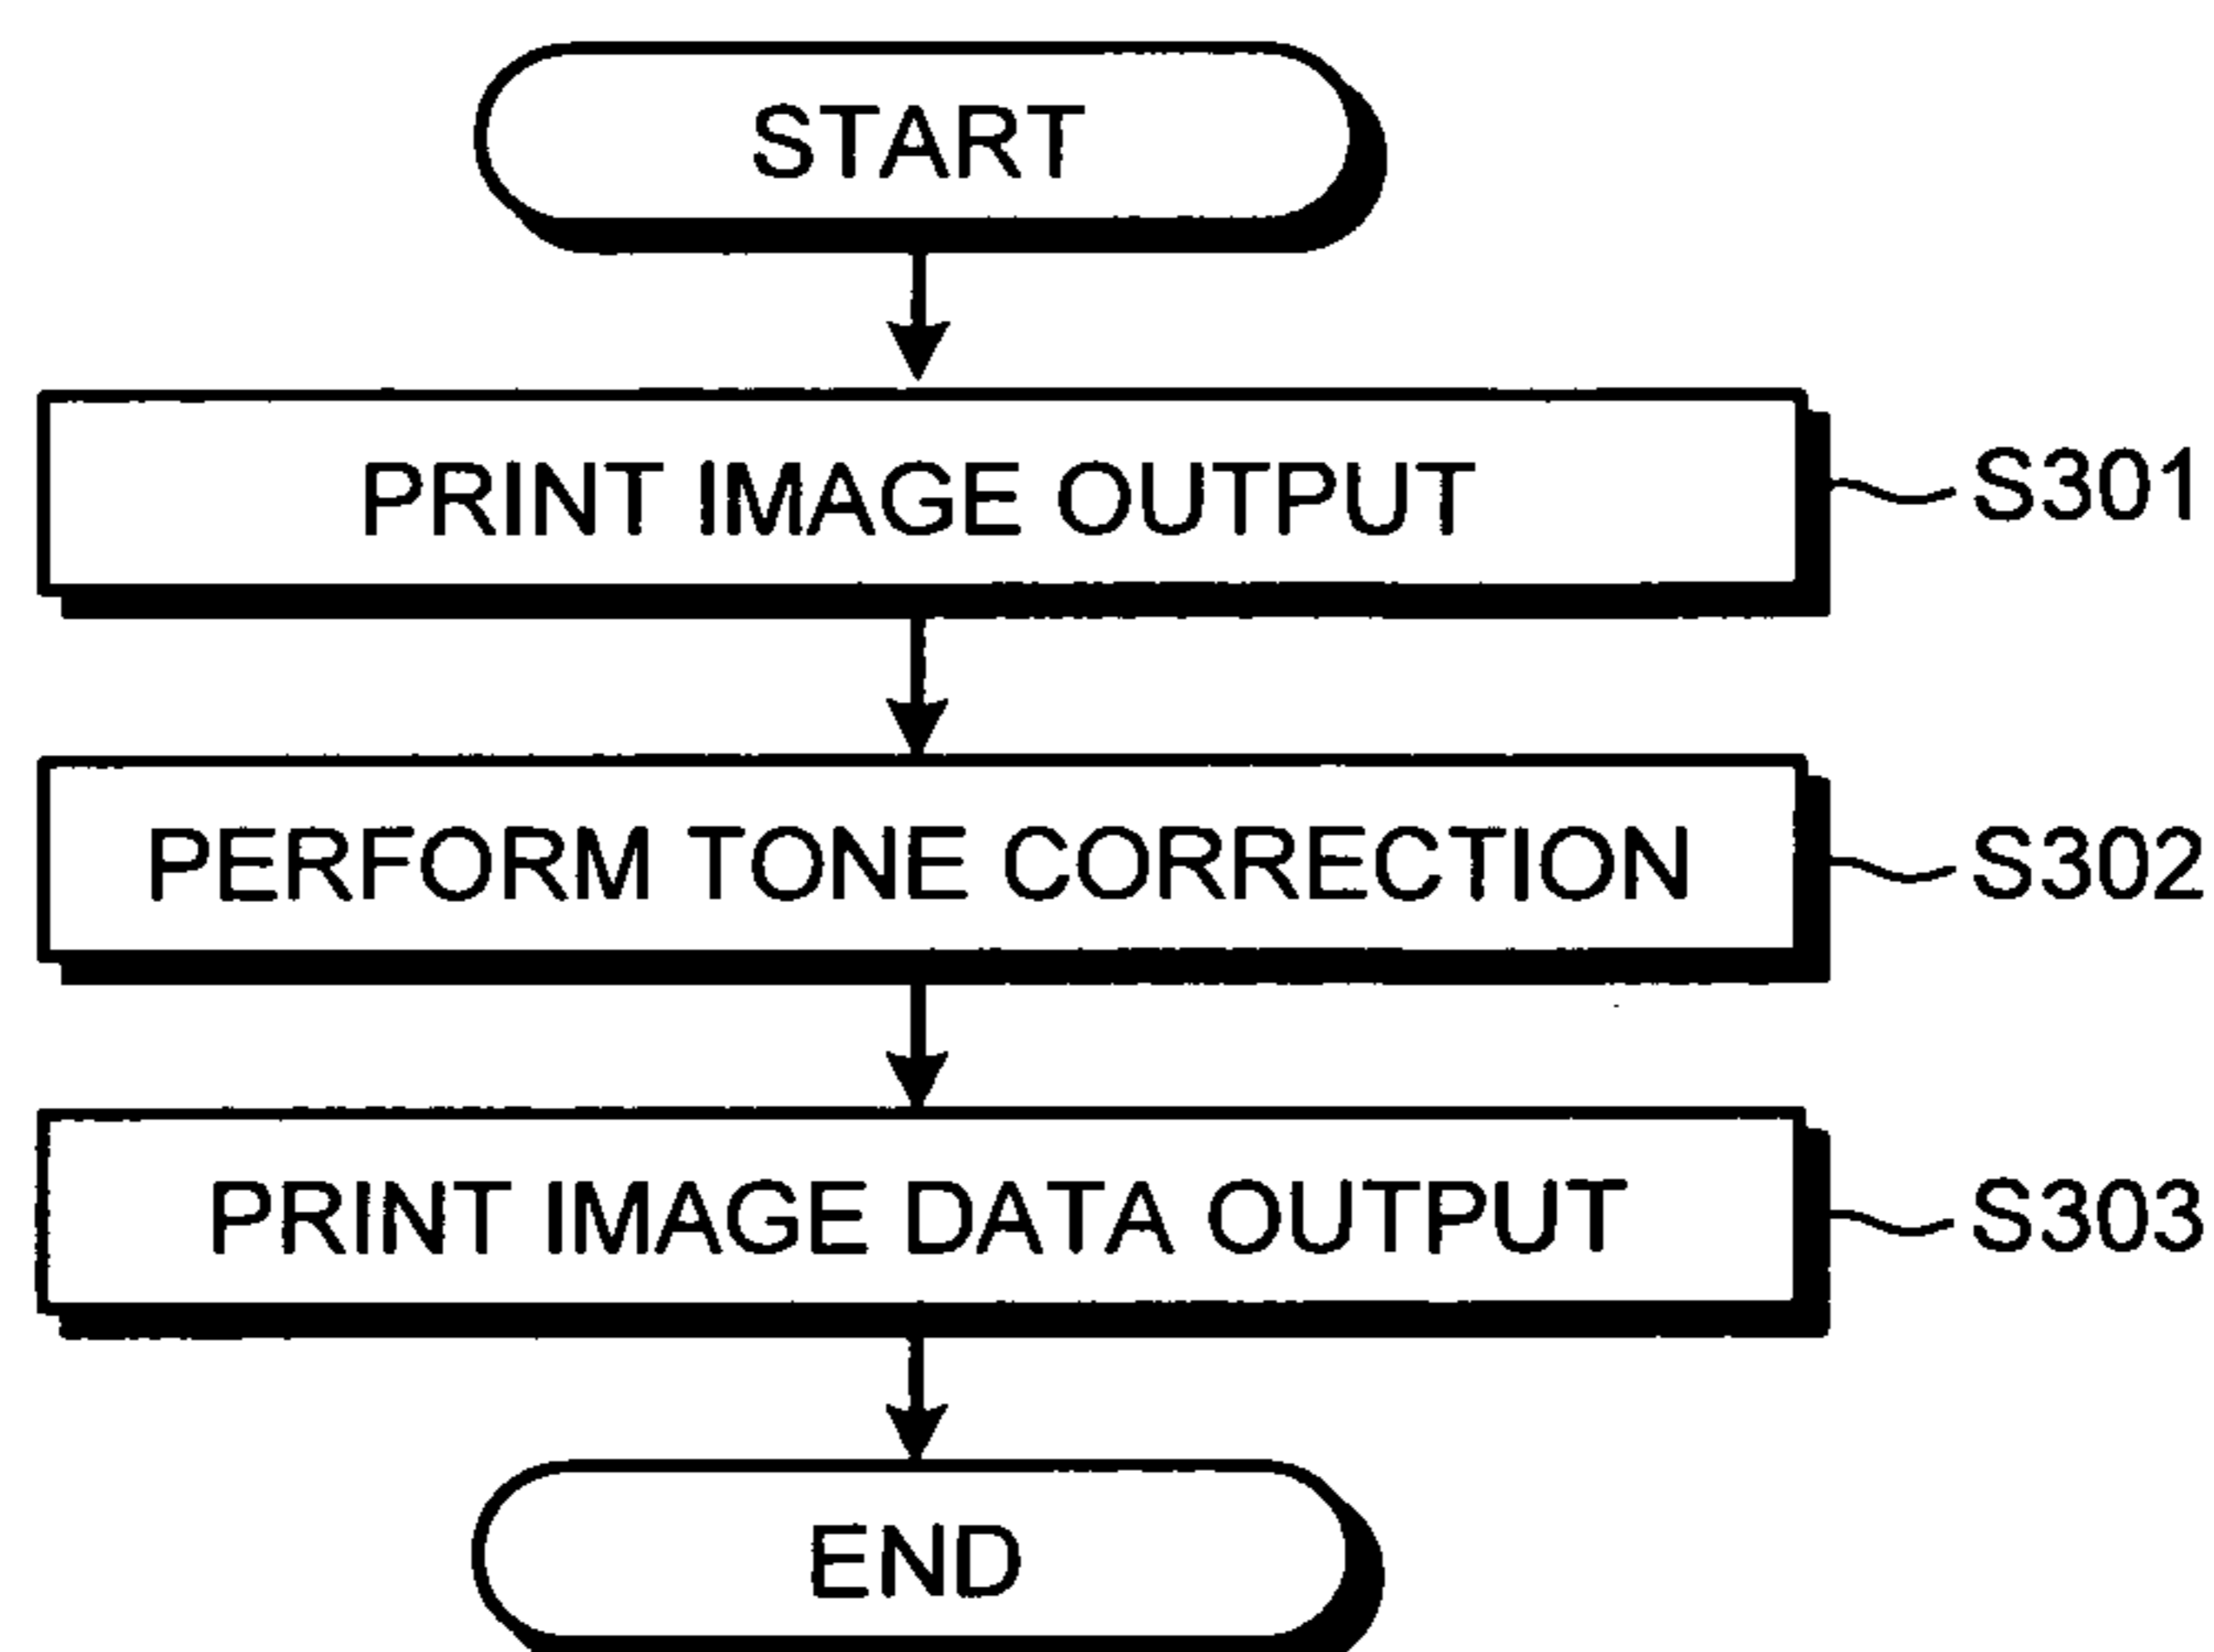 START
PRINT IMAGE OUTPUT
S301
PERFORM TONE CORRECTION
S302
PRINT IMAGE DATA OUTPUT
S303
END